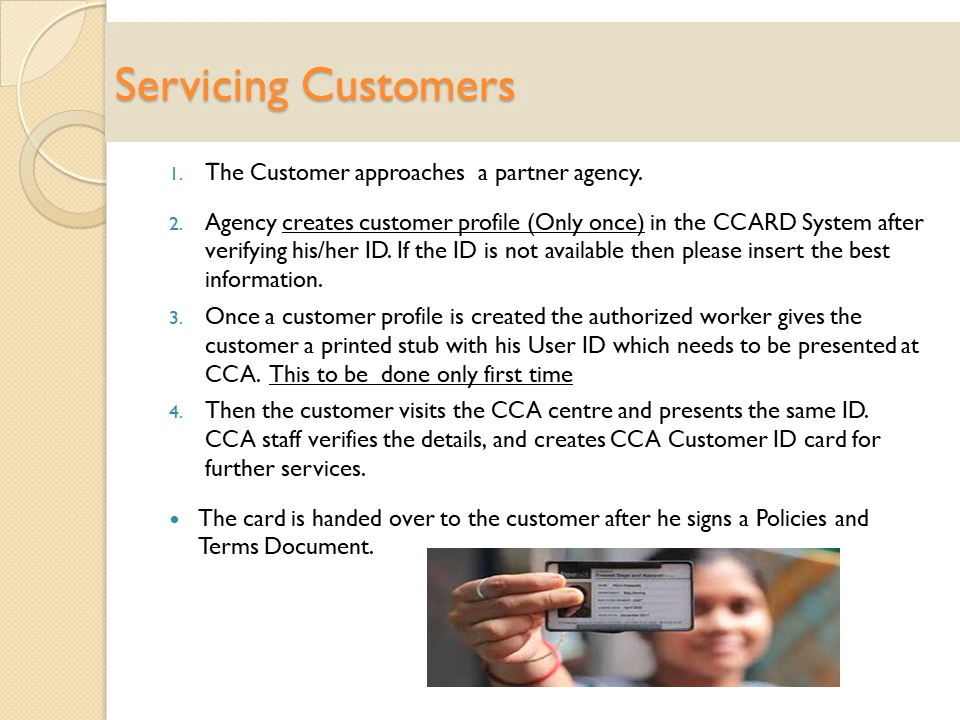 Servicing Customers
1. The Customer approaches a partner agency.
2. Agency creates customer profile (Only once) in the CCARD System after
verifying his/her ID. If the ID is not available then please insert the best
information.
3. Once a customer profile is created the authorized worker gives the
customer a printed stub with his User ID which needs to be presented at
CCA. This to be done only first time
4. Then the customer visits the CCA centre and presents the same ID.
CCA staff verifies the details, and creates CCA Customer ID card for
further services.
• The card is handed over to the customer after he signs a Policies and
Terms Document.